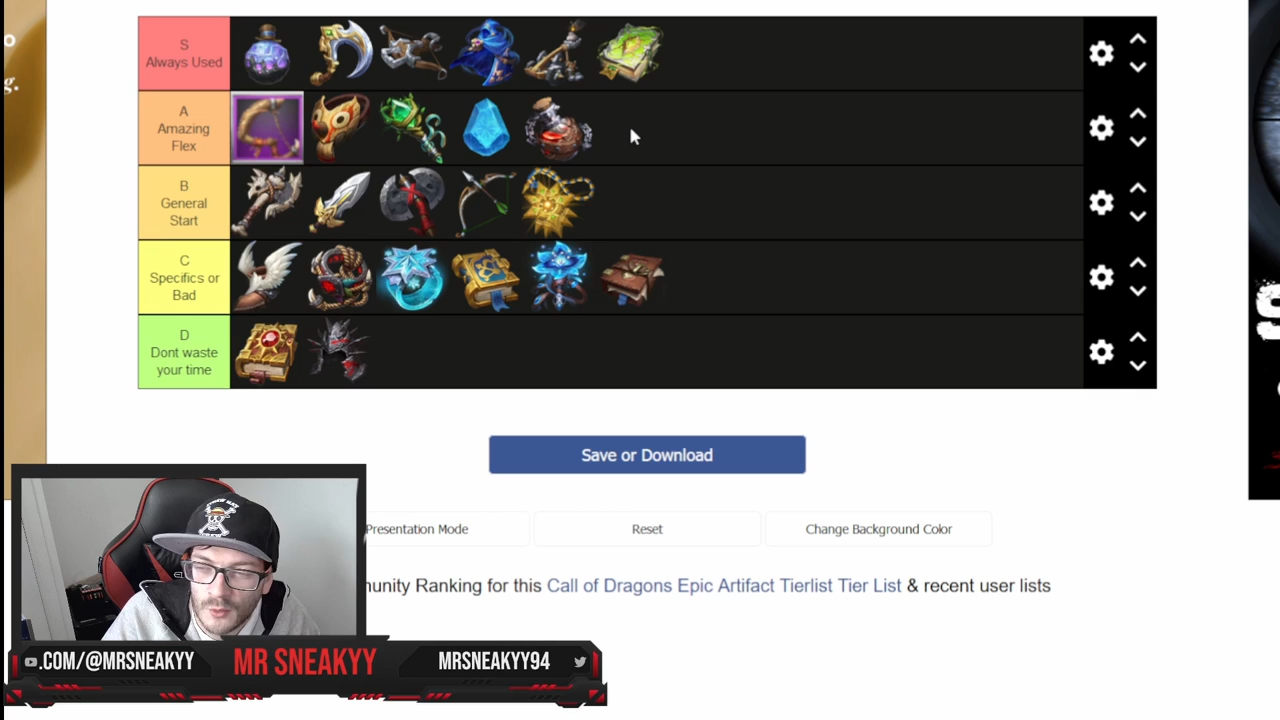 S
Always Used
A
Amazing
Flex
B
General
Start
C
Specifics or
Bad
D
Dont waste
your time
Save or Download
Presentation Mode
Reset
Change Background Color
nunity Ranking for this Call of Dragons Epic Artifact Tierlist Tier List & recent user lists
.COM/@MRSNEAKYY
MR SNEAKYY
MRSNEAKYY94